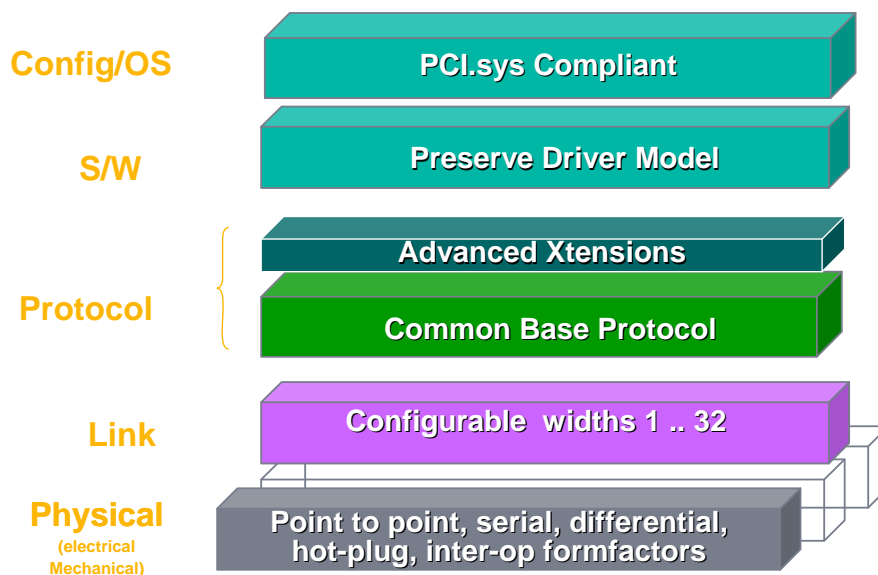 Config/OS
PCI.sys Compliant
S/W
Preserve Driver Model
Protocol
Advanced Xtensions
Common Base Protocol
Link
Configurable  widths 1 .. 32
Physical
(electrical
Mechanical)
Point to point, serial, differential,
hot-plug, inter-op formfactors